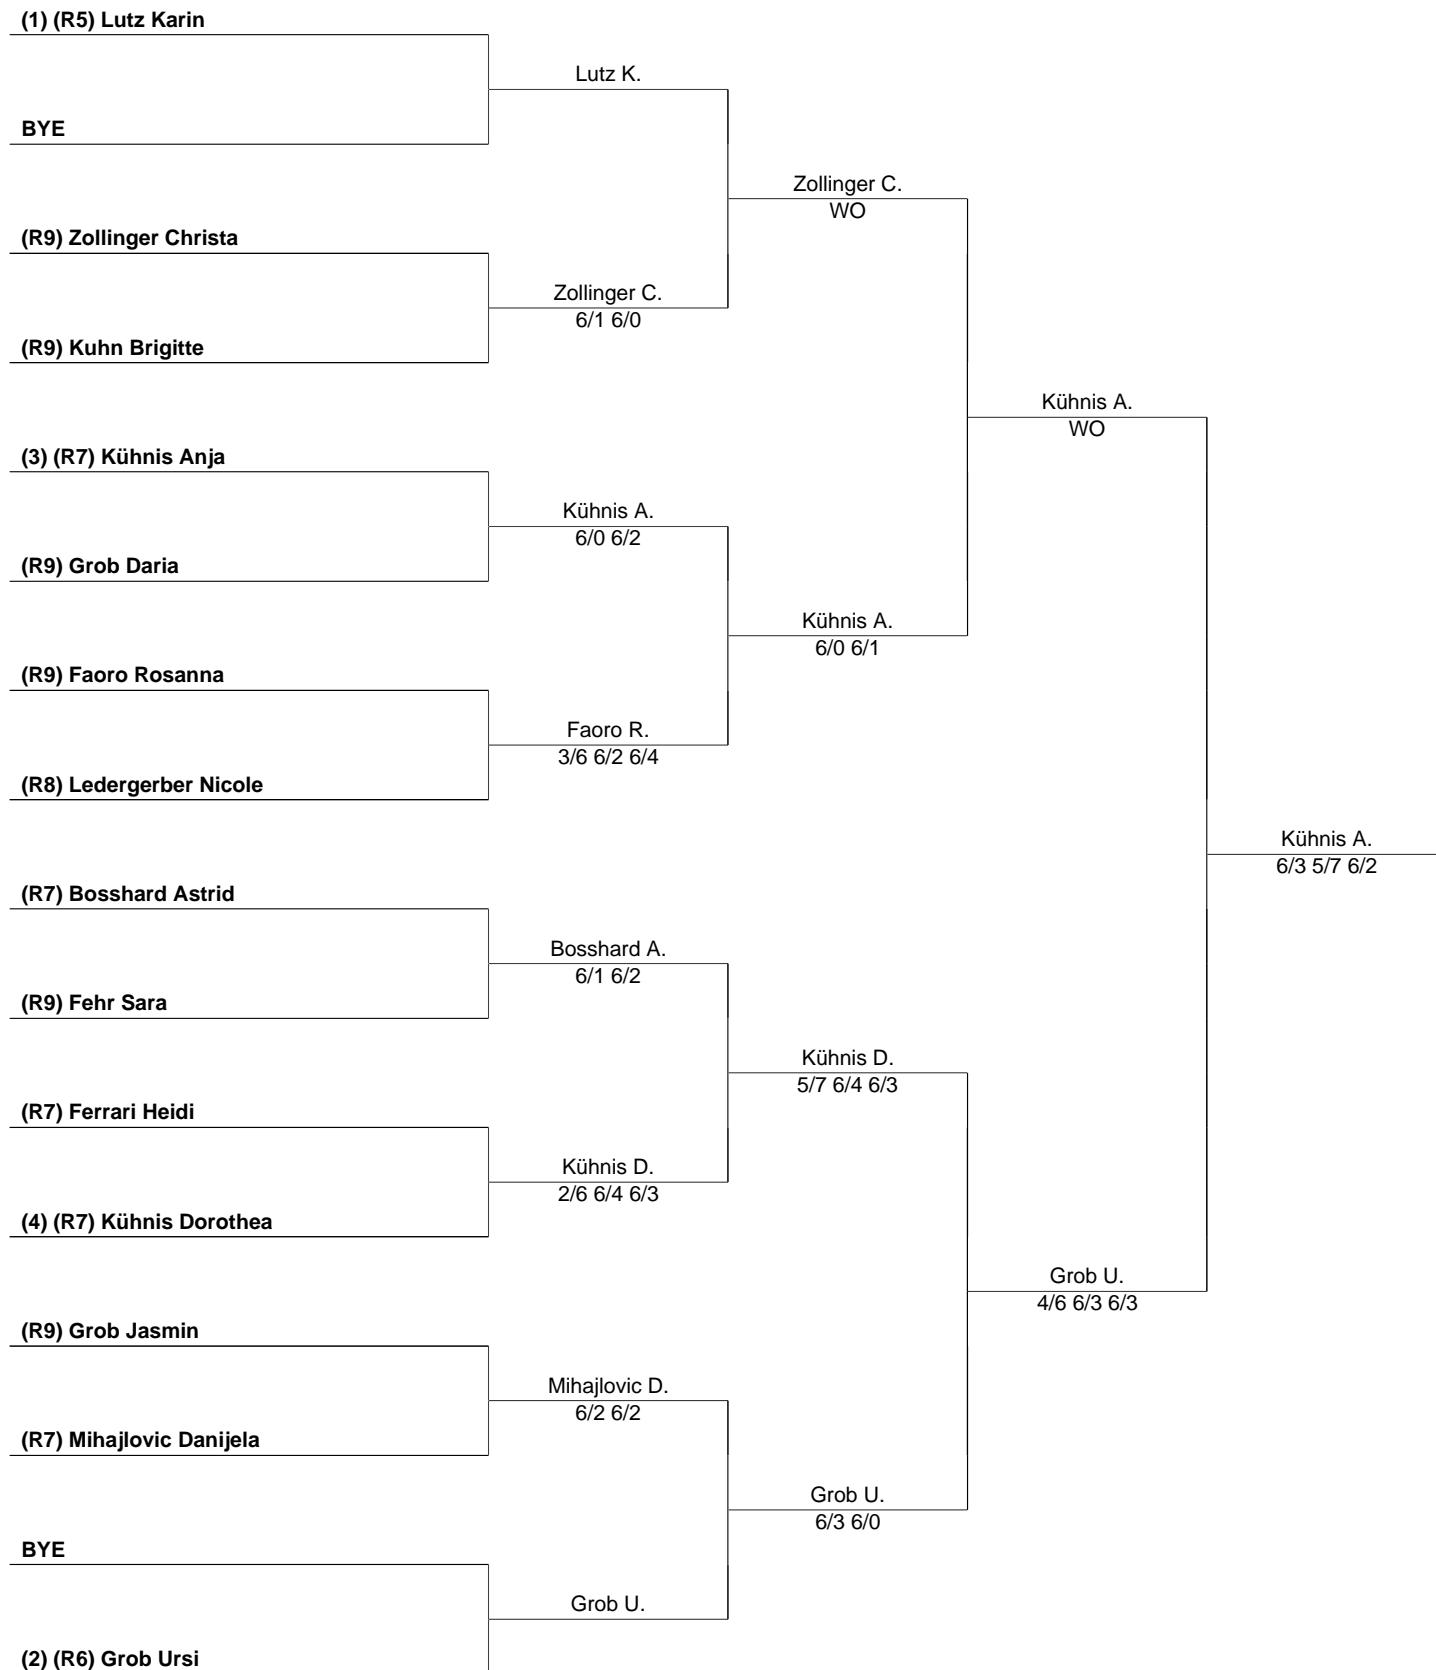 (1) (R5) Lutz Karin
Lutz K.
BYE
Zollinger C.
WO
(R9) Zollinger Christa
Zollinger C.
6/1 6/0
(R9) Kuhn Brigitte
Kühnis A.
WO
(3) (R7) Kühnis Anja
Kühnis A.
6/0 6/2
(R9) Grob Daria
Kühnis A.
6/0 6/1
(R9) Faoro Rosanna
Faoro R.
3/6 6/2 6/4
(R8) Ledergerber Nicole
Kühnis A.
6/3 5/7 6/2
(R7) Bosshard Astrid
Bosshard A.
6/1 6/2
(R9) Fehr Sara
Kühnis D.
5/7 6/4 6/3
(R7) Ferrari Heidi
Kühnis D.
2/6 6/4 6/3
(4) (R7) Kühnis Dorothea
Grob U.
4/6 6/3 6/3
(R9) Grob Jasmin
Mihajlovic D.
6/2 6/2
(R7) Mihajlovic Danijela
Grob U.
6/3 6/0
BYE
Grob U.
(2) (R6) Grob Ursi